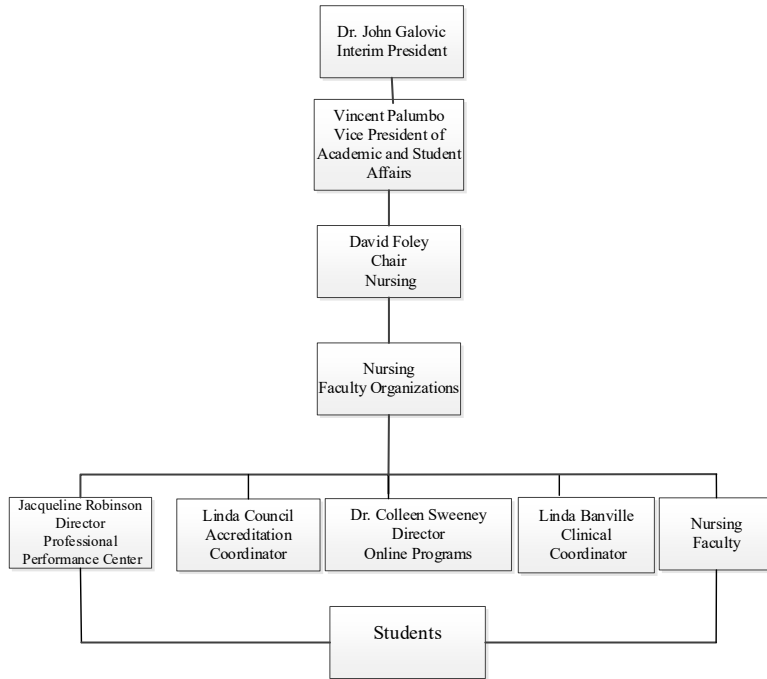 Dr. John Galovic
Interim President
Vincent Palumbo
Vice President of
Academic and Student
Affairs
David Foley
Chair
Nursing
Nursing
Faculty Organizations
Jacqueline Robinson
Director
Professional
Performance Center
Linda Council
Accreditation
Coordinator
Dr. Colleen Sweeney
Director
Online Programs
Linda Banville
Clinical
Coordinator
Nursing
Faculty
Students